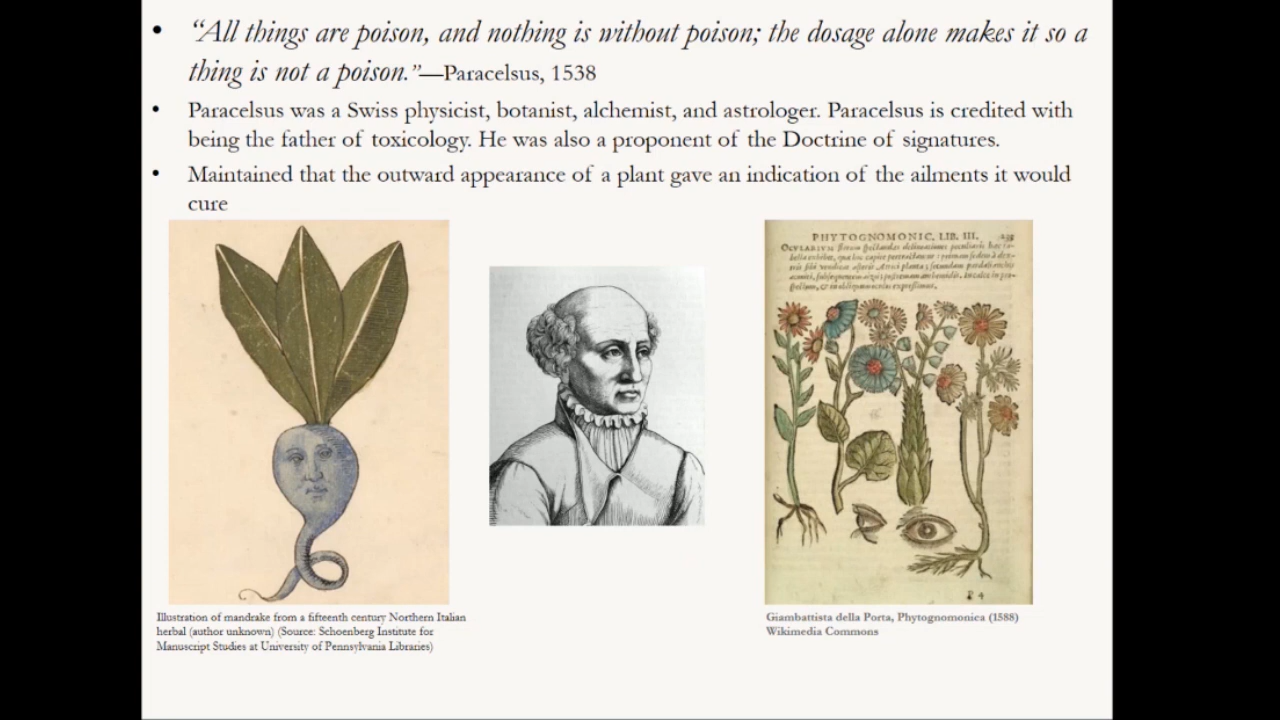 • “All things are poison, and nothing is without poison; the dosage alone makes it so a
thing is not a poison.”—Paracelsus, 1538
• Paracelsus was a Swiss physicist, botanist, alchemist, and astrologer. Paracelsus is credited with
being the father of toxicology. He was also a proponent of the Doctrine of signatures.
• Maintained that the outward appearance of a plant gave an indication of the ailments it would
cure
PHYTOGNOMONIC. LIB. III.
Illustration of mandrake from a fifteenth century Northern Italian
herbal (author unknown) (Source: Schoenberg Institute for
Manuscript Studies at University of Pennsylvania Libraries)
Giambattista della Porta, Phytognomonica (1588)
Wikimedia Commons